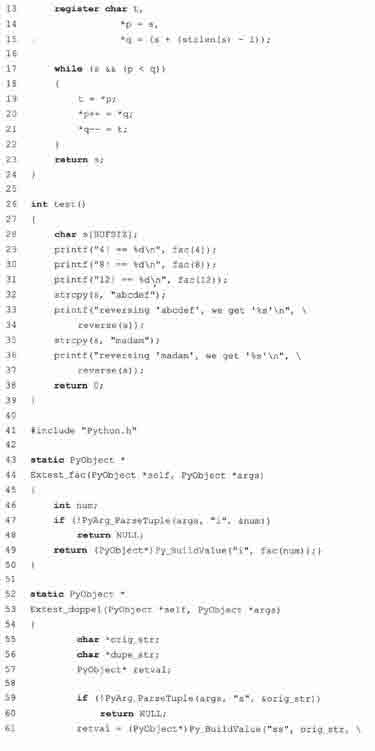 13 register char t,
14 *p = s,
15 *q = (s + (strlen(s) - 1));
16
17 while (s && (p < q))
18 {
19 t = *p;
20 *p++ = *q;
21 *q-- = t;
22 }
23 return s;
24 }
25
26 int test()
27 {
28 char s[BUFSIZ];
29 printf("4! == %d\n", fac(4));
30 printf("8! == %d\n", fac(8));
31 printf("12! == %d\n", fac(12));
32 strcpy(s, "abcdef");
33 printf("reversing 'abcdef', we get '%s'\n", \
34 reverse(s));
35 strcpy(s, "madam");
36 printf("reversing 'madam', we get '%s'\n", \
37 reverse(s));
38 return 0;
39 }
40
41 #include "Python.h"
42
43 static PyObject *
44 Extest_fac(PyObject *self, PyObject *args)
45 {
46 int num;
47 if (!PyArg_ParseTuple(args, "i", &num))
48 return NULL;
49 return (PyObject*)Py_BuildValue("i", fac(num));}
50 }
51
52 static PyObject *
53 Extest_doppel(PyObject *self, PyObject *args)
54 {
55 char *orig_str;
56 char *dupe_str;
57 PyObject* retval;
58
59 if (!PyArg_ParseTuple(args, "s", &orig_str))
60 return NULL;
61 retval = (PyObject*)Py_BuildValue("ss", orig_str, \